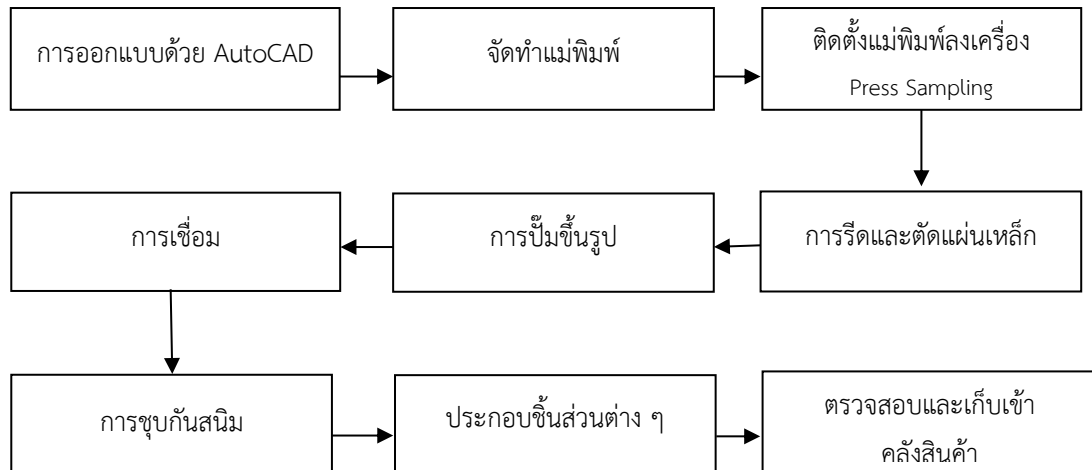 การออกแบบด้วย AutoCAD
จัดทำแม่พิมพ์
ติดตั้งแม่พิมพ์ลงเครื่อง
Press Sampling
การรีดและตัดแผ่นเหล็ก
การปั๊มขึ้นรูป
การเชื่อม
การชุบกันสนิม
ประกอบชิ้นส่วนต่าง ๆ
ตรวจสอบและเก็บเข้า
คลังสินค้า